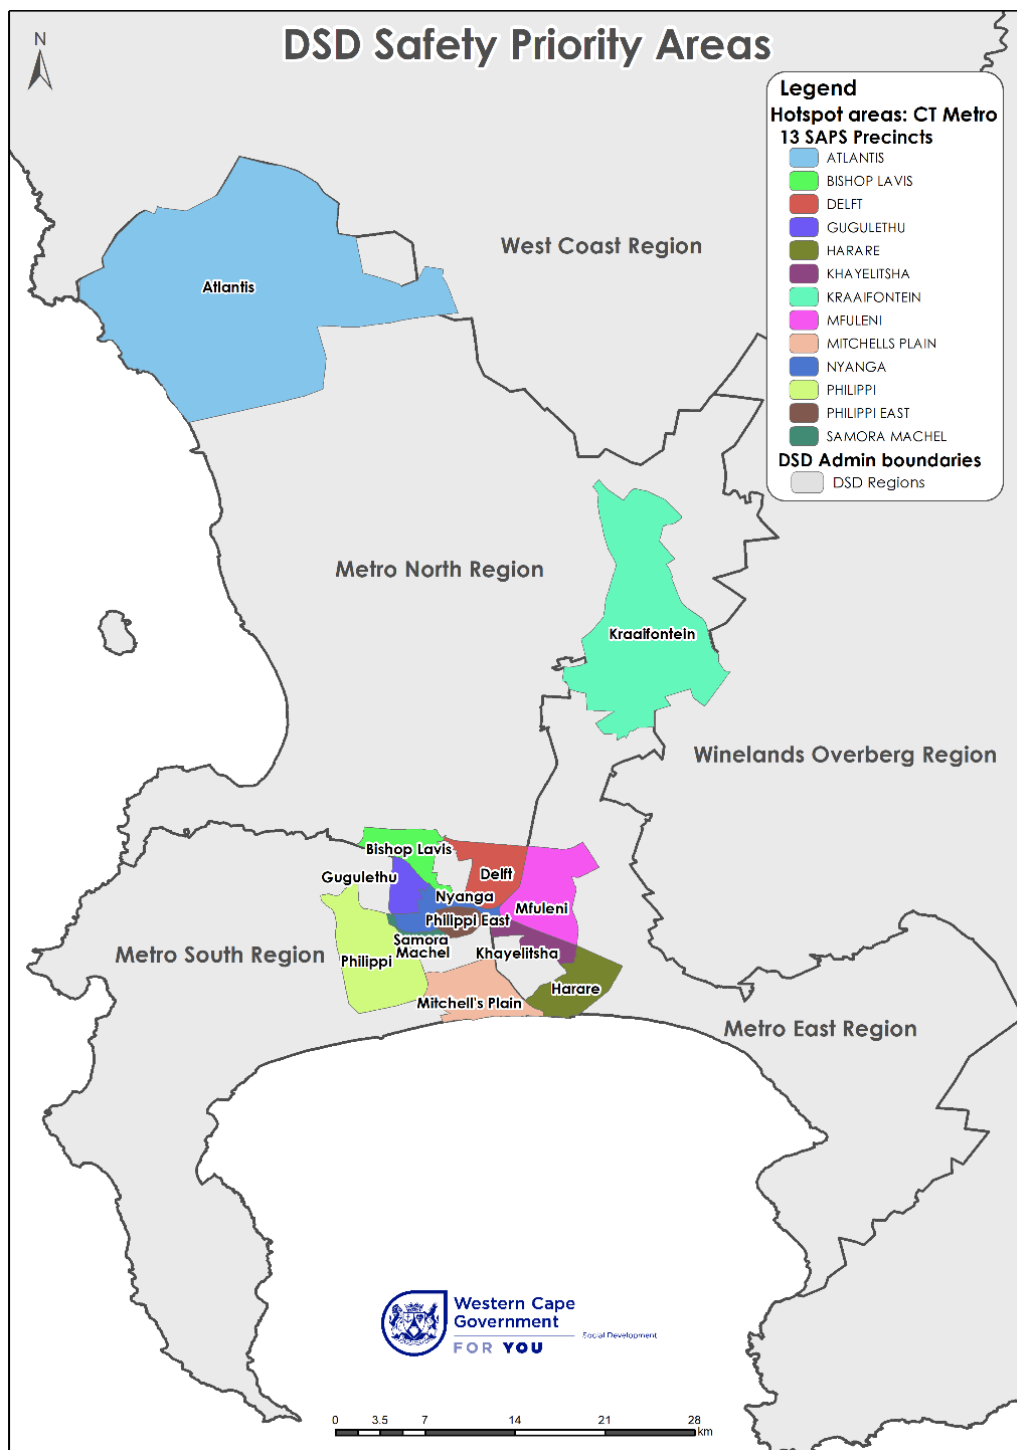 DSD Safety Priority Areas
N
Legend
Hotspot areas: CT Metro
13 SAPS Precincts
ATLANTIS
BISHOP LAVIS
DELFT
GUGULETHU
HARARE
KHAYELITSHA
KRAAIFONTEIN
MFULENI
MITCHELLS PLAIN
NYANGA
PHILIPPI
PHILIPPI EAST
SAMORA MACHEL
DSD Admin boundaries
DSD Regions
West Coast Region
Atlantis
Metro North Region
Kraaifontein
Winelands Overberg Region
Bishop Lavis
Gugulethu
Delft
Nyanga
Mfuleni
Philippi East
Samora
Machel
Khayelitsha
Metro South Region
Philippi
Harare
Mitchell's Plain
Metro East Region
Western Cape
Government
Social Development
FOR YOU
0 3.5 7 14 21 28
km